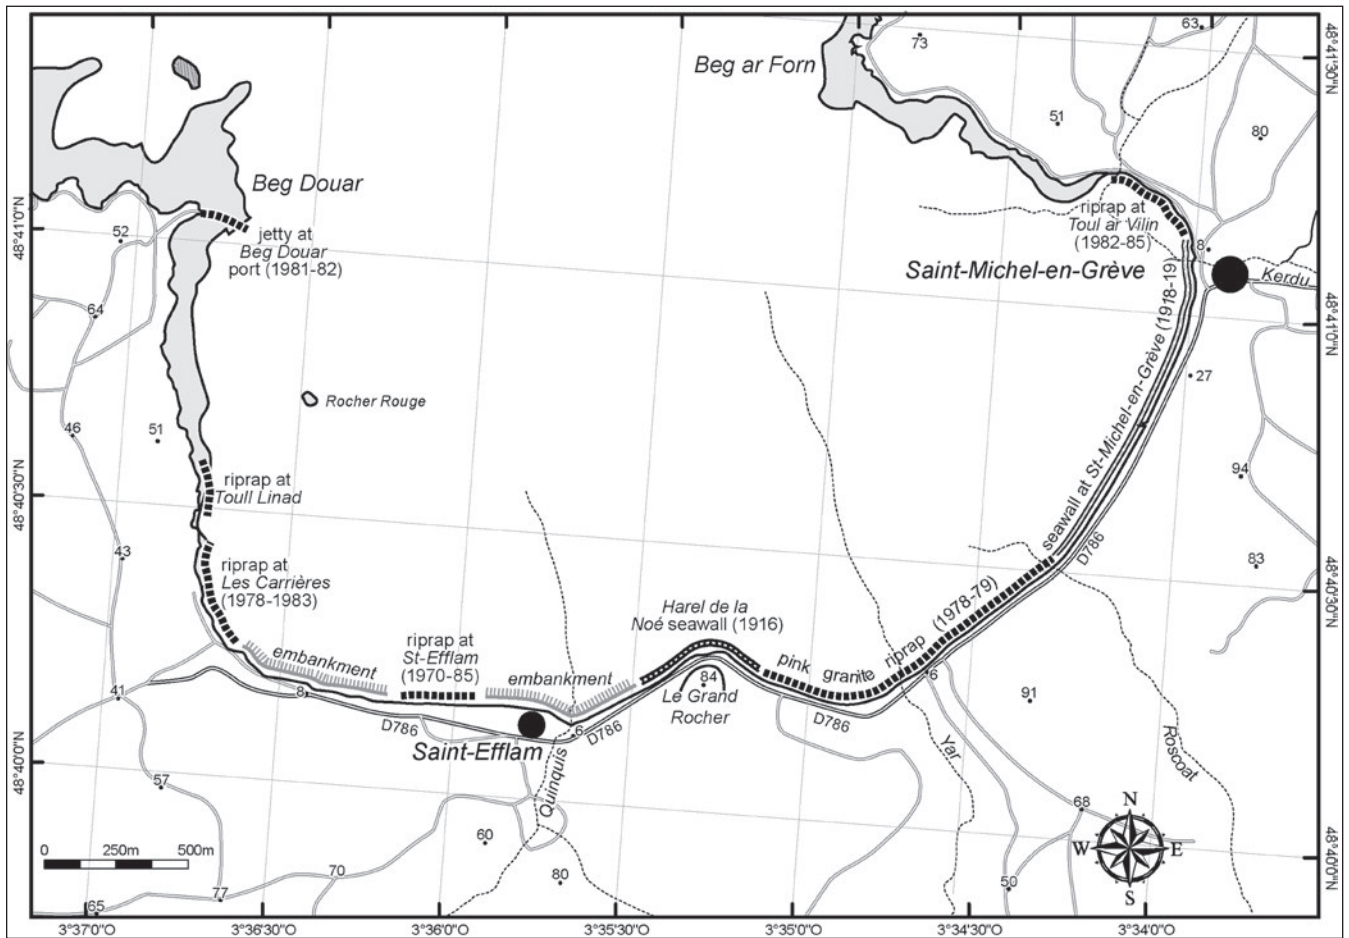 63
73
Beg ar Forn
51
80
48°41'30"N
Beg Douar
52
jetty at
Beg Douar
port (1981-82)
riprap at
Toul ar Vilin
(1982-85)
8
Saint-Michel-en-Grève
Kerdu
48°41'0"N
48°41'0"N
64
27
Rocher Rouge
46
51
seawall at St-Michel-en-Grève (1918-19)
94
riprap at
Toull Linad
48°40'30"N
43
83
D786
48°40'30"N
riprap at
Les Carrières
(1978-1983)
Harel de la
Noé seawall (1916)
pink granite riprap (1978-79)
embankment
riprap at
St-Efflam
(1970-85)
embankment
84
Le Grand
Rocher
6
91
41
8
D786
6
D786
D786
Saint-Efflam
Quinquis
Yar
Roscoat
48°40'0"N
57
68
60
0 250m 500m
70
80
50
77
65
N
W E
S
48°40'0"N
3°37'0"O 3°36'30"O 3°36'0"O 3°35'30"O 3°35'0"O 3°34'30"O 3°34'0"O